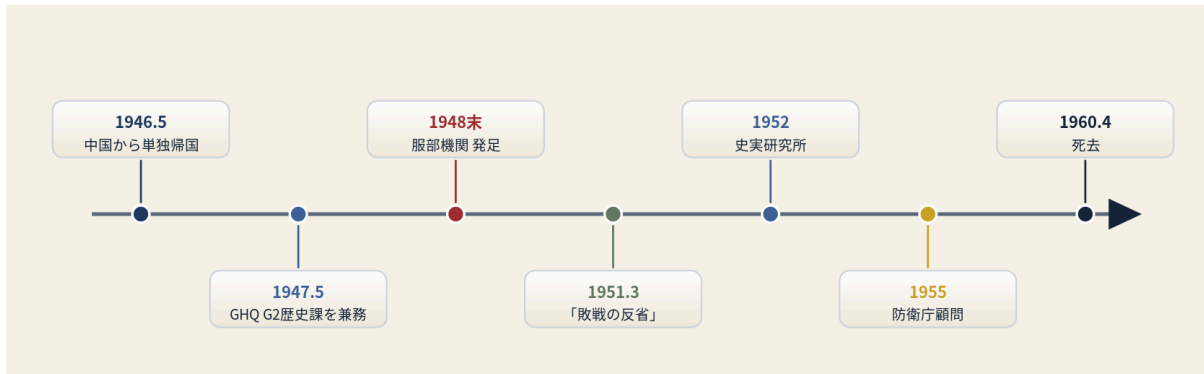 1946.5
中国から単独帰国
1947.5
GHQ G2歴史課を兼務
1948末
服部機関 発足
1951.3
「敗戦の反省」
1952
史実研究所
1955
防衛庁顧問
1960.4
死去